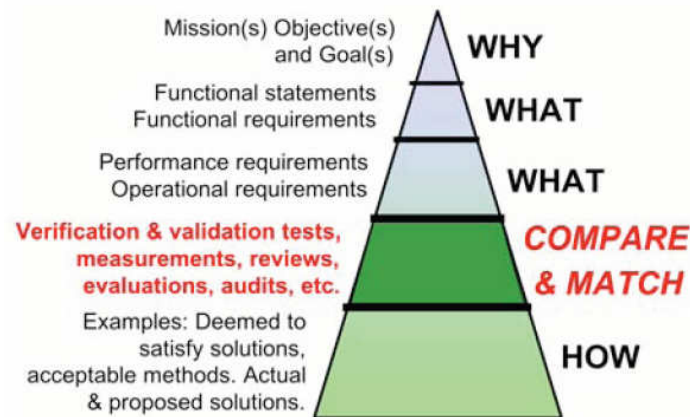 Mission(s) Objective(s)
and Goal(s)
WHY
Functional statements
Functional requirements
WHAT
Performance requirements
Operational requirements
WHAT
Verification & validation tests,
measurements, reviews,
evaluations, audits, etc.
COMPARE
& MATCH
Examples: Deemed to
satisfy solutions,
acceptable methods. Actual
& proposed solutions.
HOW